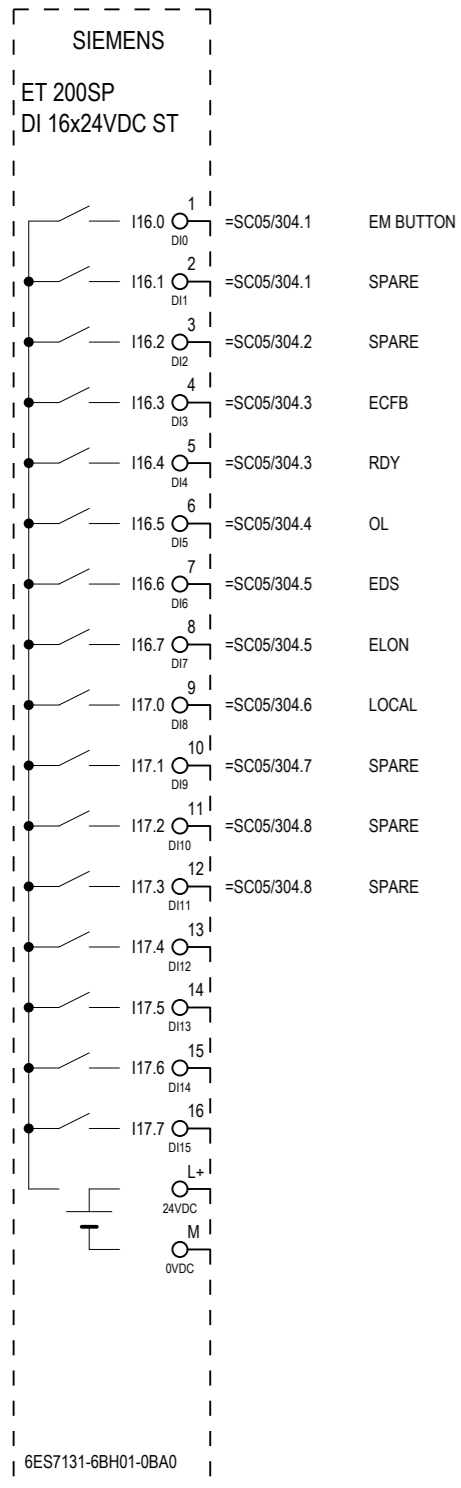 SIEMENS
ET 200SP
DI 16x24VDC ST
1
I16.0 =SC05/304.1 EM BUTTON
DI0
2
I16.1 =SC05/304.1 SPARE
DI1
3
I16.2 =SC05/304.2 SPARE
DI2
4
I16.3 =SC05/304.3 ECFB
DI3
5
I16.4 =SC05/304.3 RDY
DI4
6
I16.5 =SC05/304.4 OL
DI5
7
I16.6 =SC05/304.5 EDS
DI6
8
I16.7 =SC05/304.5 ELON
DI7
9
I17.0 =SC05/304.6 LOCAL
DI8
10
I17.1 =SC05/304.7 SPARE
DI9
11
I17.2 =SC05/304.8 SPARE
DI10
12
I17.3 =SC05/304.8 SPARE
DI11
13
I17.4
DI12
14
I17.5
DI13
15
I17.6
DI14
16
I17.7
DI15
L+
24VDC
M
0VDC
6ES7131-6BH01-0BA0